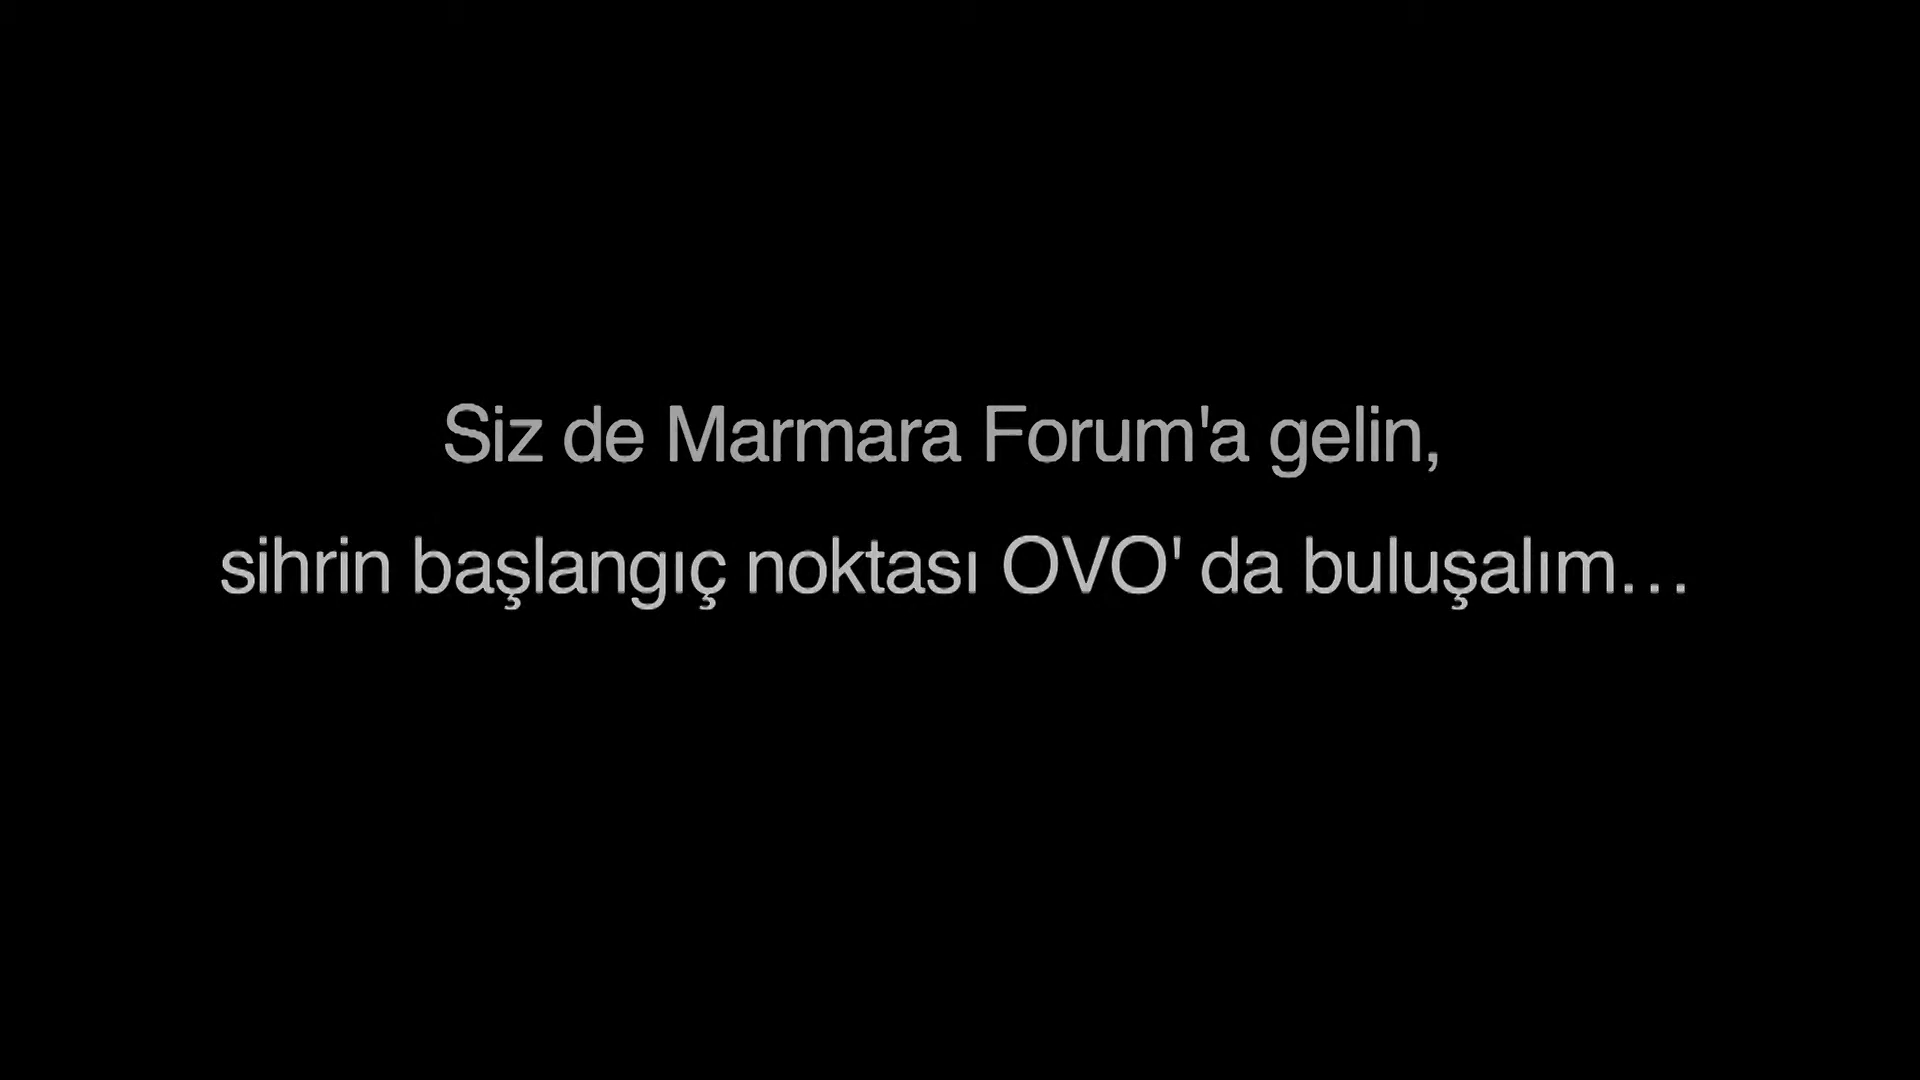 Siz de Marmara Forum'a gelin,
sihrin başlangıç noktası OVO' da buluşalım...